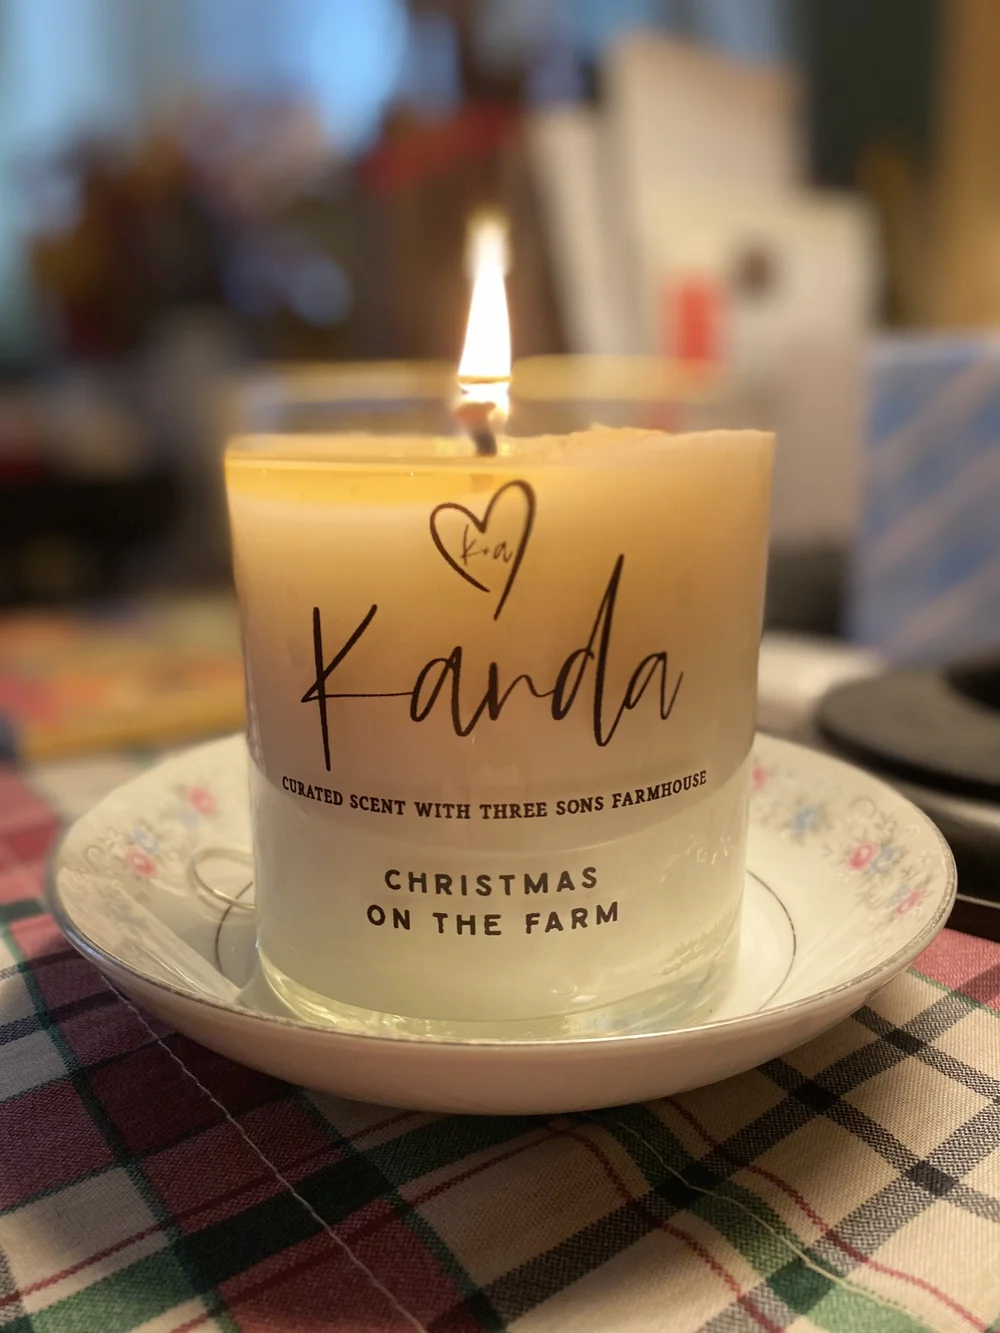 k+a
Kanda
CURATED SCENT WITH THREE SONS FARMHOUSE
CHRISTMAS
ON THE FARM